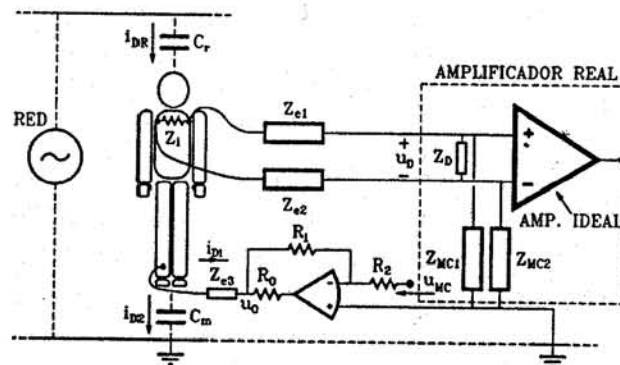 i_DR
C_r
AMPLIFICADOR REAL
RED
Z_i
Z_e1
+
u_D
−
Z_D
+
−
AMP. IDEAL
Z_e2
Z_MC1
Z_MC2
R_1
i_D1
Z_e3
R_0
R_2
−
+
u_MC
u_0
i_D2
C_m